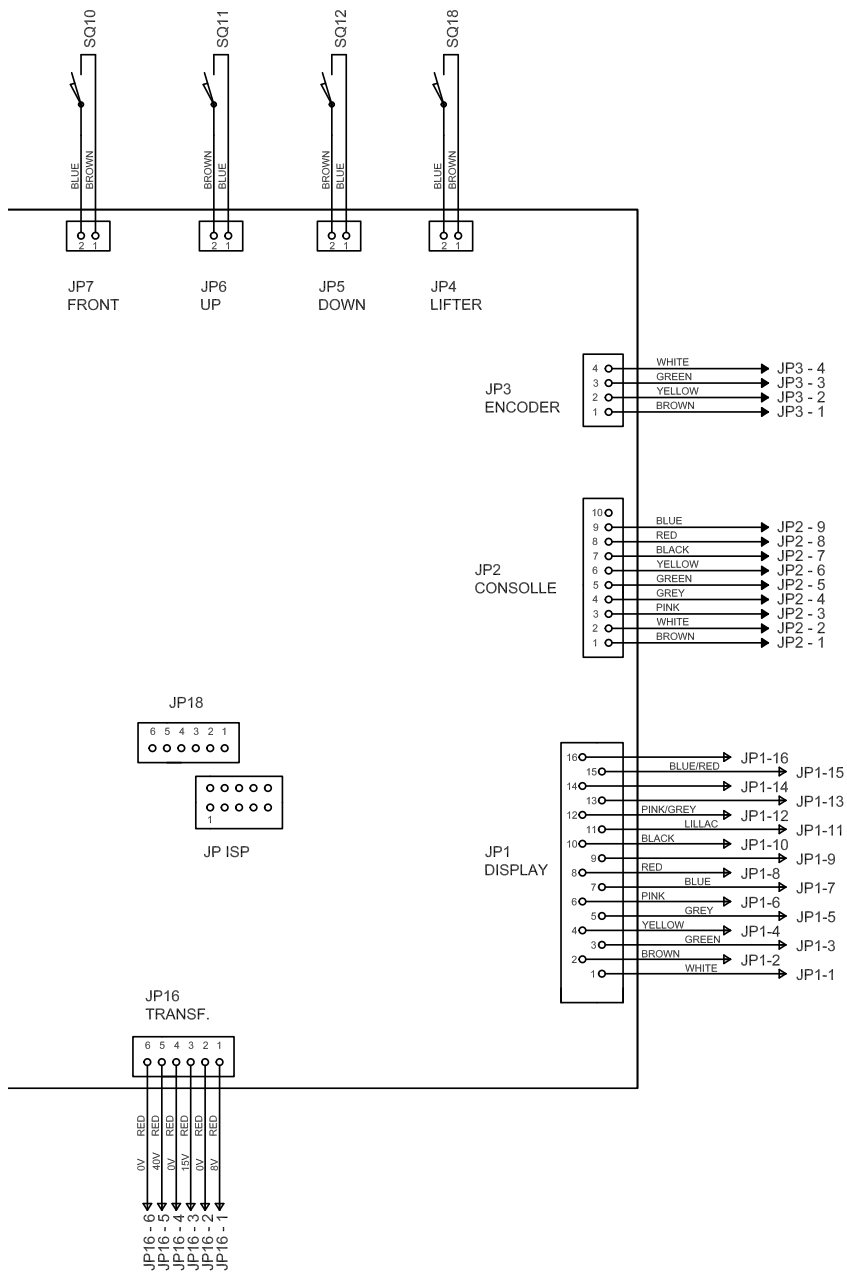 SQ10
SQ11
SQ12
SQ18
BLUE
BROWN
BROWN
BLUE
BROWN
BLUE
BLUE
BROWN
2 1
2 1
2 1
2 1
JP7
FRONT
JP6
UP
JP5
DOWN
JP4
LIFTER
JP3
ENCODER
4 WHITE JP3 - 4
3 GREEN JP3 - 3
2 YELLOW JP3 - 2
1 BROWN JP3 - 1
JP2
CONSOLLE
10
9 BLUE JP2 - 9
8 RED JP2 - 8
7 BLACK JP2 - 7
6 YELLOW JP2 - 6
5 GREEN JP2 - 5
4 GREY JP2 - 4
3 PINK JP2 - 3
2 WHITE JP2 - 2
1 BROWN JP2 - 1
JP18
6 5 4 3 2 1
1
JP ISP
JP1
DISPLAY
16 JP1-16
15 BLUE/RED JP1-15
14 JP1-14
13 JP1-13
12 PINK/GREY JP1-12
11 LILLAC JP1-11
10 BLACK JP1-10
9 JP1-9
8 RED JP1-8
7 BLUE JP1-7
6 PINK JP1-6
5 GREY JP1-5
4 YELLOW JP1-4
3 GREEN JP1-3
2 BROWN JP1-2
1 WHITE JP1-1
JP16
TRANSF.
6 5 4 3 2 1
RED RED RED RED RED RED
0V 40V 0V 15V 0V 8V
JP16 - 6
JP16 - 5
JP16 - 4
JP16 - 3
JP16 - 2
JP16 - 1